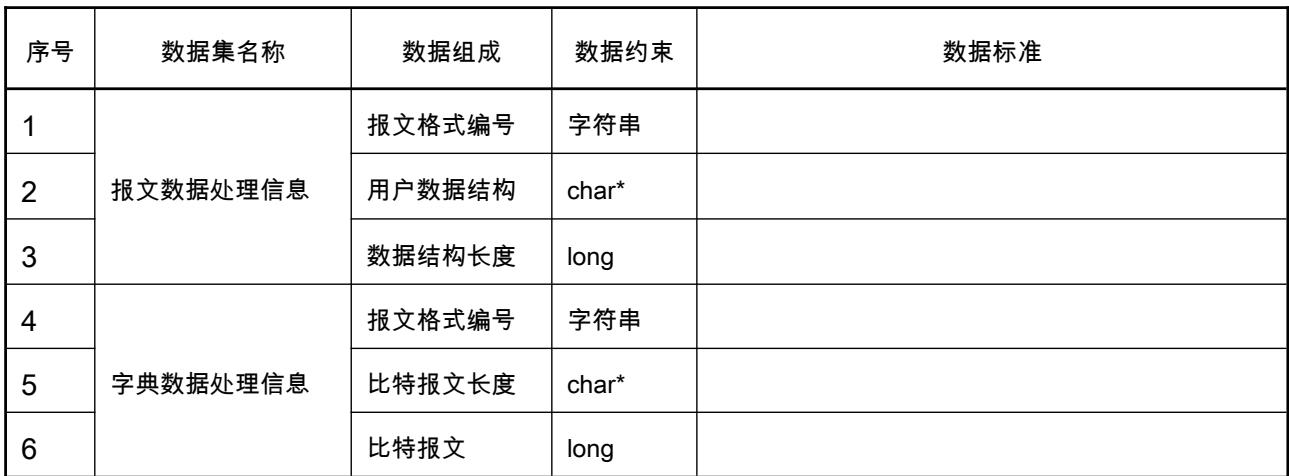 序号 数据集名称 数据组成 数据约束 数据标准
1 报文格式编号 字符串
2 报文数据处理信息 用户数据结构 char*
3 数据结构长度 long
4 报文格式编号 字符串
5 字典数据处理信息 比特报文长度 char*
6 比特报文 long